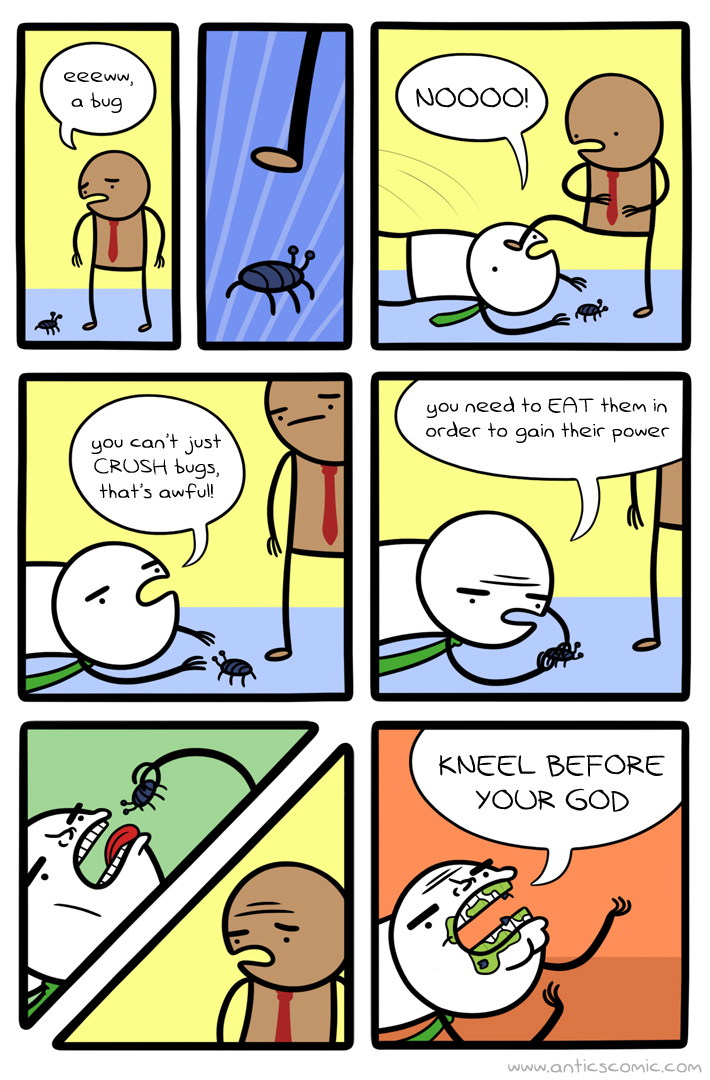 eeeww,
a bug
NOOOO!
you can't just
CRUSH bugs,
that's awful!
you need to EAT them in
order to gain their power
KNEEL BEFORE
YOUR GOD
www.anticscomic.com